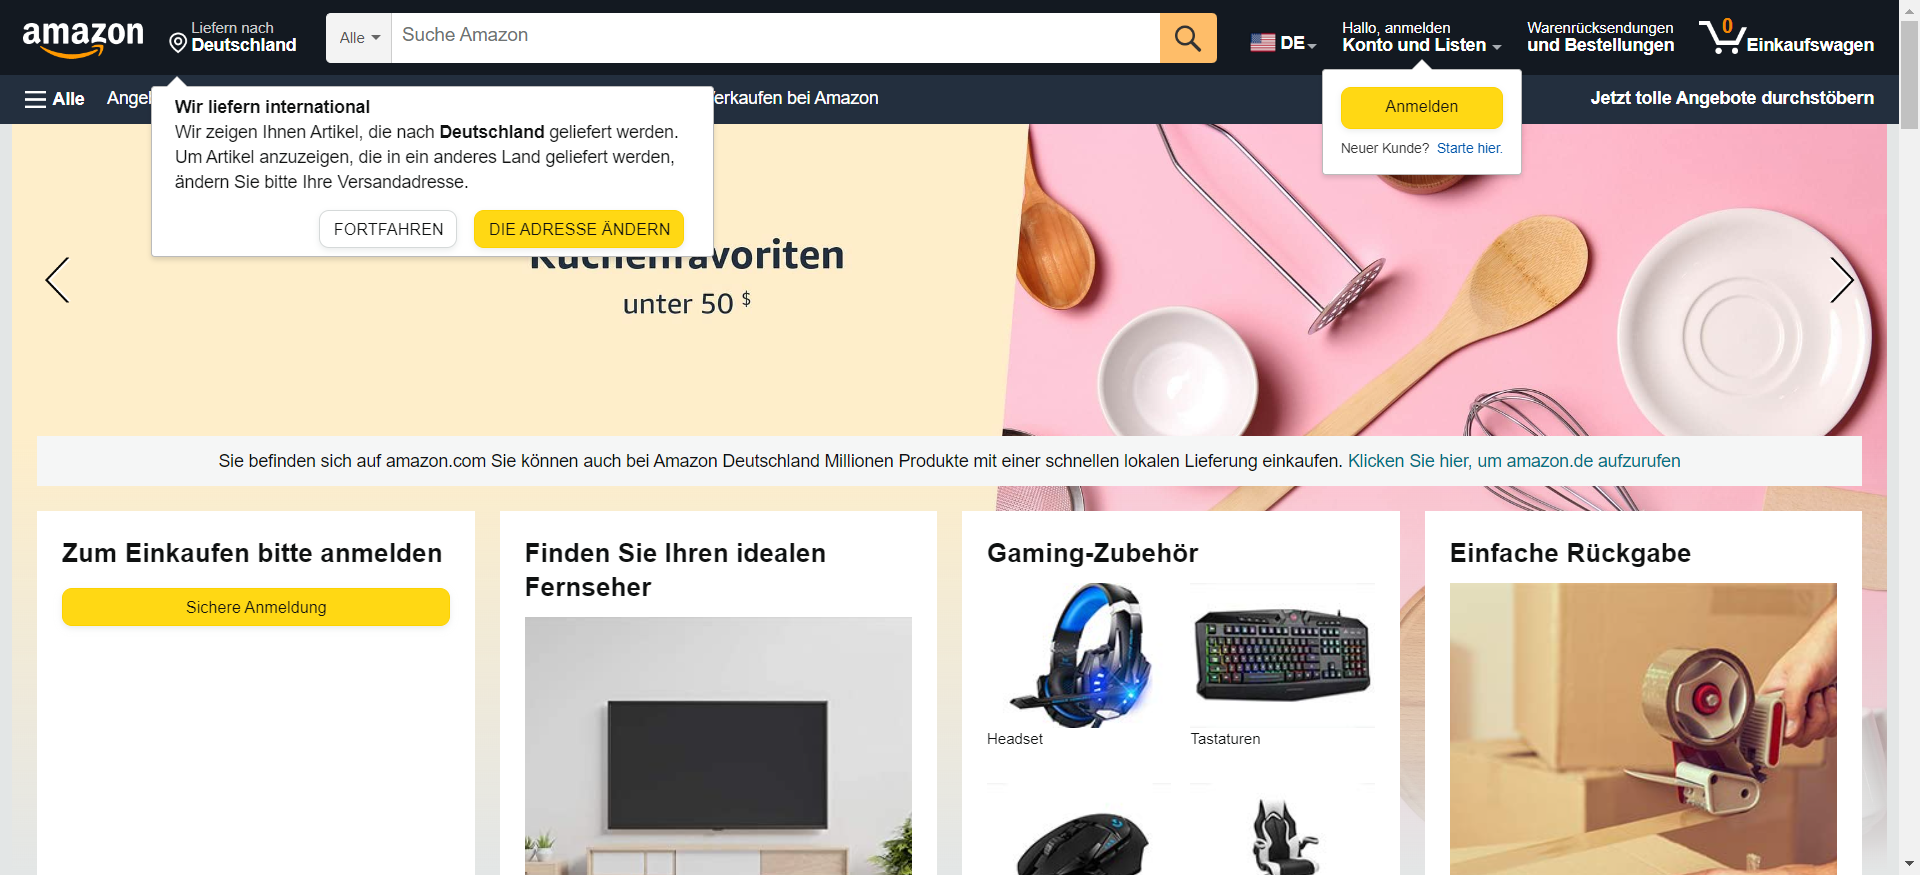 amazon
Liefern nach
Deutschland
Alle
Suche Amazon
DE
Hallo, anmelden
Konto und Listen
Warenrücksendungen
und Bestellungen
0
Einkaufswagen
Alle
erkaufen bei Amazon
Jetzt tolle Angebote durchstöbern
Wir liefern international
Wir zeigen Ihnen Artikel, die nach Deutschland geliefert werden.
Um Artikel anzuzeigen, die in ein anderes Land geliefert werden,
ändern Sie bitte Ihre Versandadresse.
FORTFAHREN
DIE ADRESSE ÄNDERN
Anmelden
Neuer Kunde? Starte hier.
Küchenfavoriten
unter 50 $
Sie befinden sich auf amazon.com Sie können auch bei Amazon Deutschland Millionen Produkte mit einer schnellen lokalen Lieferung einkaufen. Klicken Sie hier, um amazon.de aufzurufen
Zum Einkaufen bitte anmelden
Sichere Anmeldung
Finden Sie Ihren idealen
Fernseher
Gaming-Zubehör
Headset
Tastaturen
Einfache Rückgabe